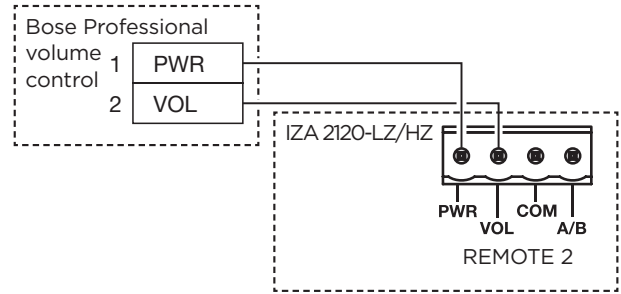 Bose Professional
volume
control
1 PWR
2 VOL
IZA 2120-LZ/HZ
PWR VOL COM A/B
REMOTE 2